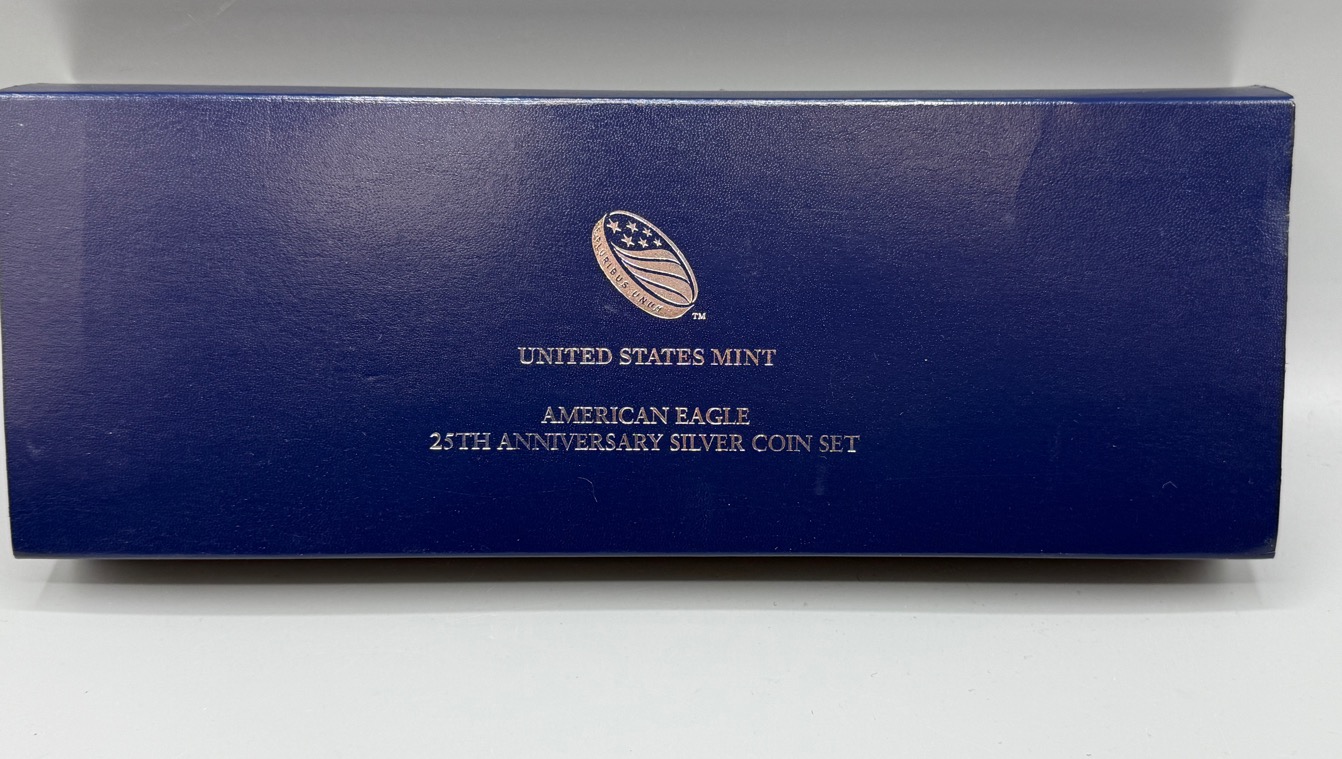 PLURIBUS UNUM
TM
UNITED STATES MINT
AMERICAN EAGLE
25TH ANNIVERSARY SILVER COIN SET